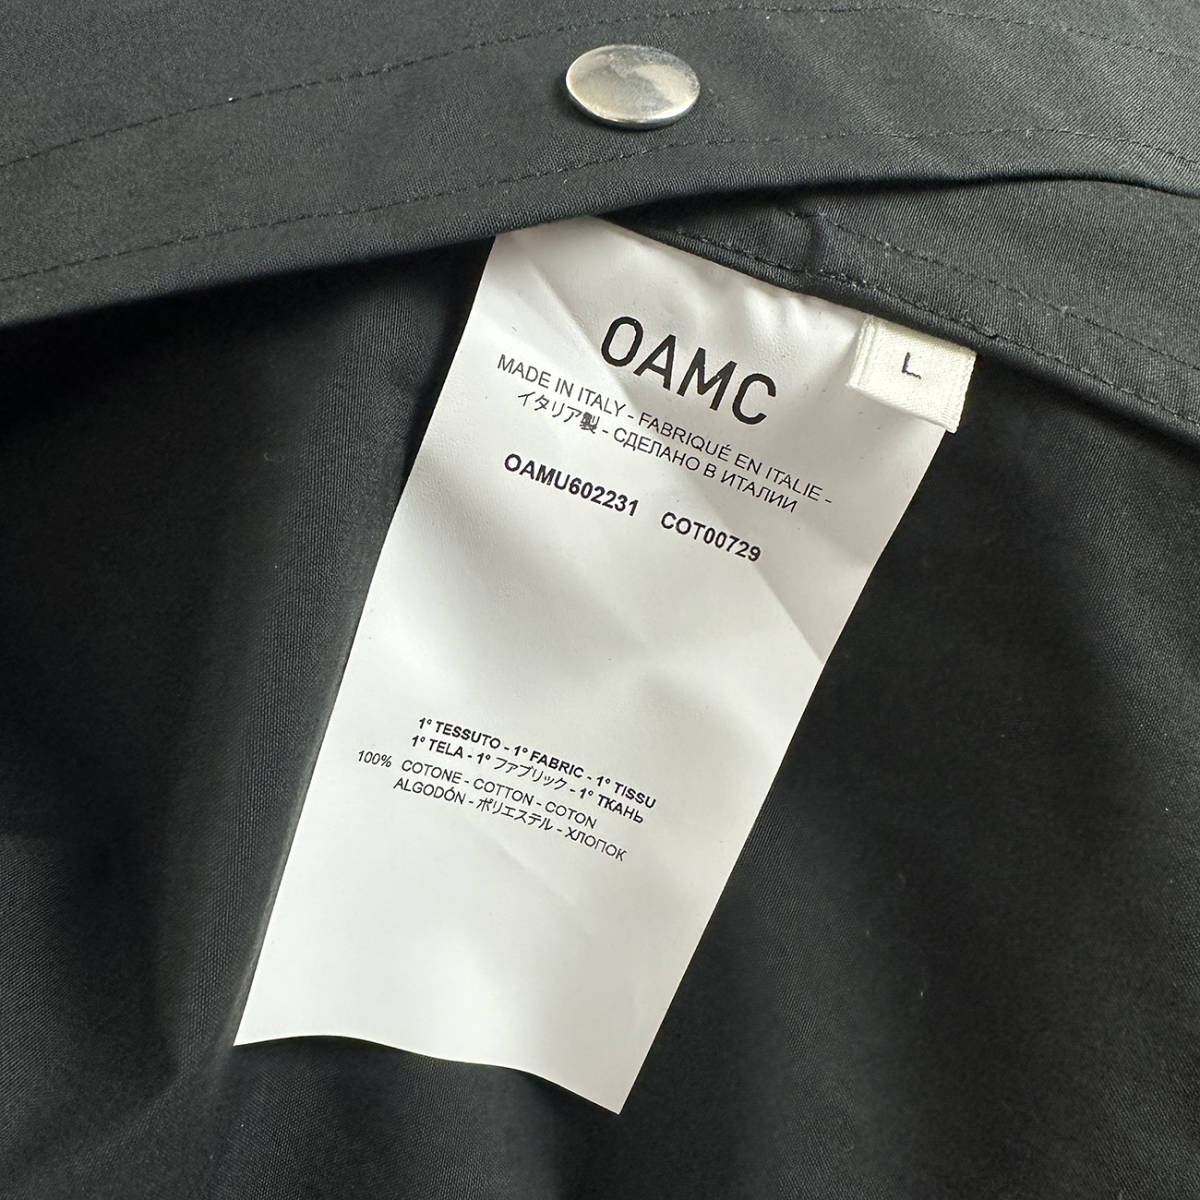 OAMC
L
MADE IN ITALY - FABRIQUÉ EN ITALIE -
イタリア製 - СДЕЛАНО В ИТАЛИИ
OAMU602231 COT00729
1° TESSUTO - 1° FABRIC - 1° TISSU
1° TELA - 1° ファブリック - 1° ТКАНЬ
100% COTONE - COTTON - COTON
ALGODÓN - ポリエステル - ХЛОПОК